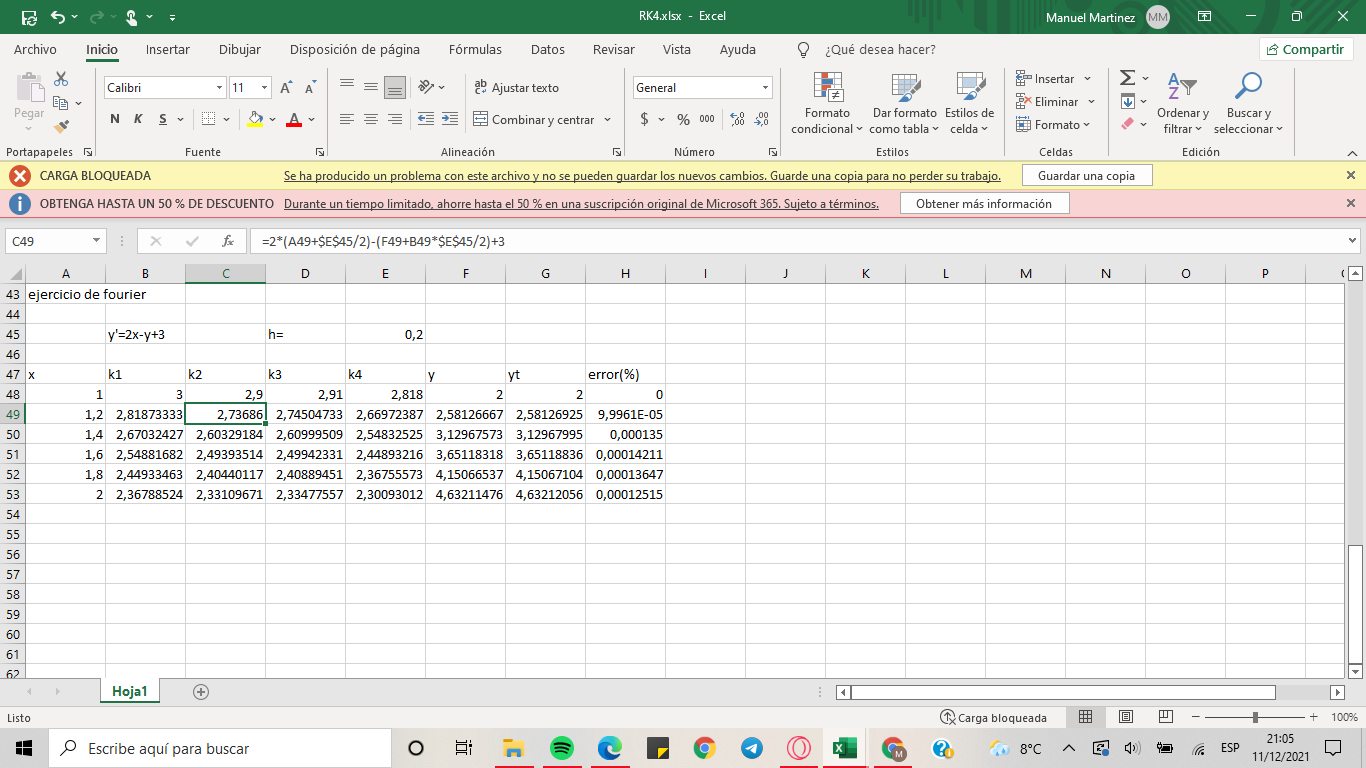 RK4.xlsx - Excel
Manuel Martinez MM
Archivo Inicio Insertar Dibujar Disposición de página Fórmulas Datos Revisar Vista Ayuda ¿Qué desea hacer? Compartir
Pegar
Calibri 11
N K S
Ajustar texto
Combinar y centrar
General
$ % 000
Formato condicional
Dar formato como tabla
Estilos de celda
Insertar
Eliminar
Formato
Ordenar y filtrar
Buscar y seleccionar
Portapapeles Fuente Alineación Número Estilos Celdas Edición
CARGA BLOQUEADA Se ha producido un problema con este archivo y no se pueden guardar los nuevos cambios. Guarde una copia para no perder su trabajo. Guardar una copia
OBTENGA HASTA UN 50 % DE DESCUENTO Durante un tiempo limitado, ahorre hasta el 50 % en una suscripción original de Microsoft 365. Sujeto a términos. Obtener más información
C49 fx =2*(A49+$E$45/2)-(F49+B49*$E$45/2)+3
A B C D E F G H I J K L M N O P
43 ejercicio de fourier
44
45 y'=2x-y+3 h= 0,2
46
47 x k1 k2 k3 k4 y yt error(%)
48 1 3 2,9 2,91 2,818 2 2 0
49 1,2 2,81873333 2,73686 2,74504733 2,66972387 2,58126667 2,58126925 9,9961E-05
50 1,4 2,67032427 2,60329184 2,60999509 2,54832525 3,12967573 3,12967995 0,000135
51 1,6 2,54881682 2,49393514 2,49942331 2,44893216 3,65118318 3,65118836 0,00014211
52 1,8 2,44933463 2,40440117 2,40889451 2,36755573 4,15066537 4,15067104 0,00013647
53 2 2,36788524 2,33109671 2,33477557 2,30093012 4,63211476 4,63212056 0,00012515
54
55
56
57
58
59
60
61
62
Hoja1
Listo Carga bloqueada 100%
Escribe aquí para buscar
8°C ESP 21:05
11/12/2021